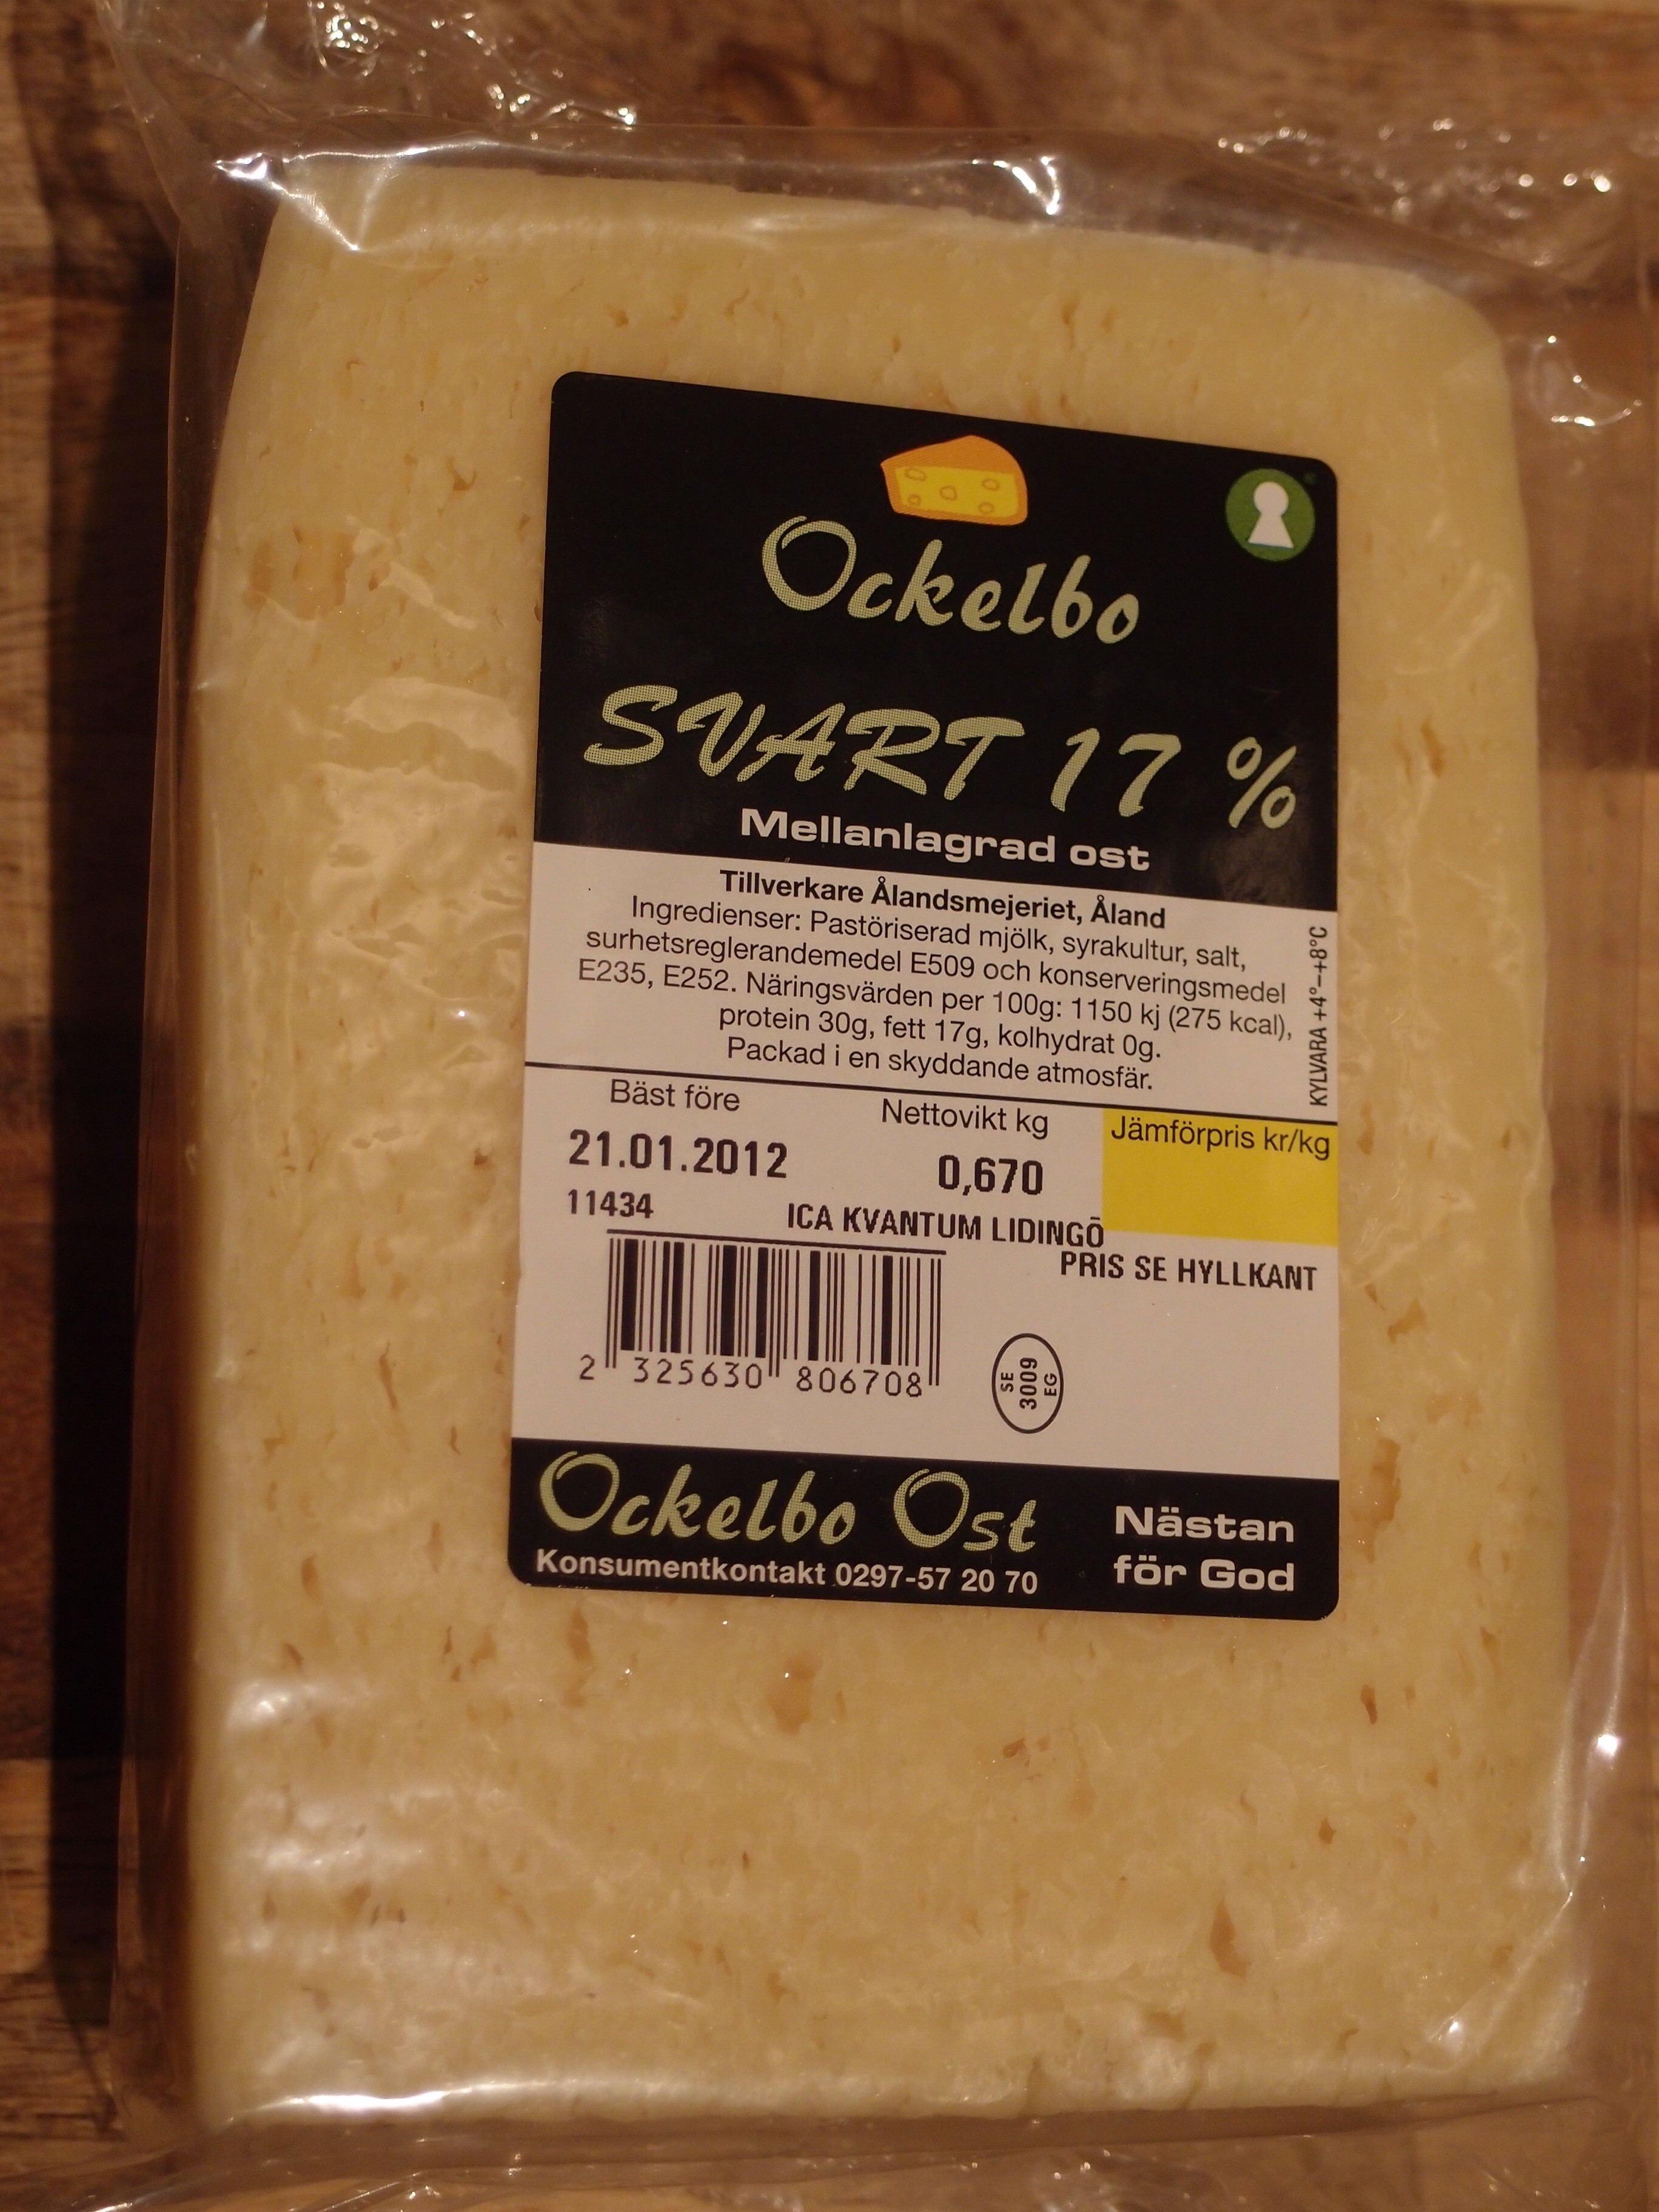 Ockelbo
SVART 17 %
Mellanlagrad ost
Tillverkare Ålandsmejeriet, Åland
Ingredienser: Pastöriserad mjölk, syrakultur, salt,
surhetsreglerandemedel E509 och konserveringsmedel
E235, E252. Näringsvärden per 100g: 1150 kj (275 kcal),
protein 30g, fett 17g, kolhydrat 0g.
Packad i en skyddande atmosfär.
KYLVARA +4°–+8°C
Bäst före
Nettovikt kg
Jämförpris kr/kg
21.01.2012
0,670
11434
ICA KVANTUM LIDINGÖ
PRIS SE HYLLKANT
2 325630 806708
SE
3009
EG
Ockelbo Ost
Konsumentkontakt 0297-57 20 70
Nästan
för God